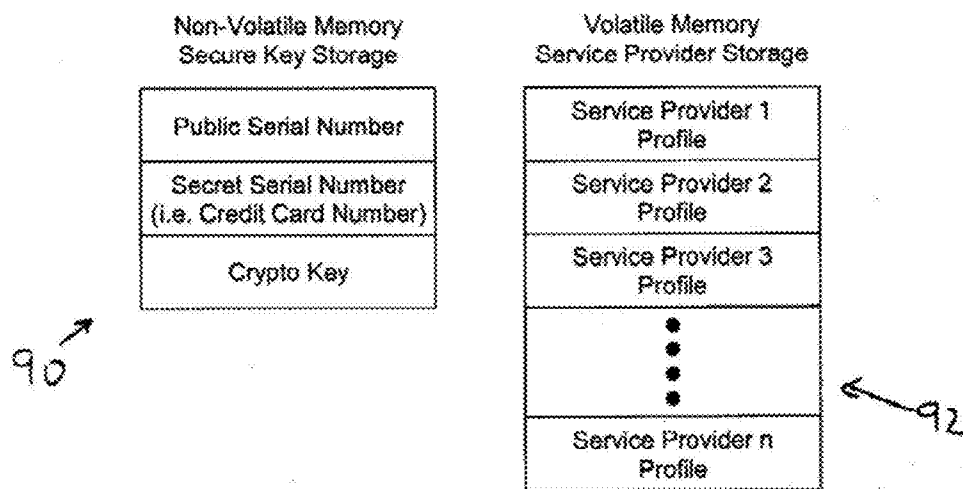 Non-Volatile Memory
Secure Key Storage
Public Serial Number
Secret Serial Number
(i.e. Credit Card Number)
Crypto Key
90
Volatile Memory
Service Provider Storage
Service Provider 1
Profile
Service Provider 2
Profile
Service Provider 3
Profile
Service Provider n
Profile
92